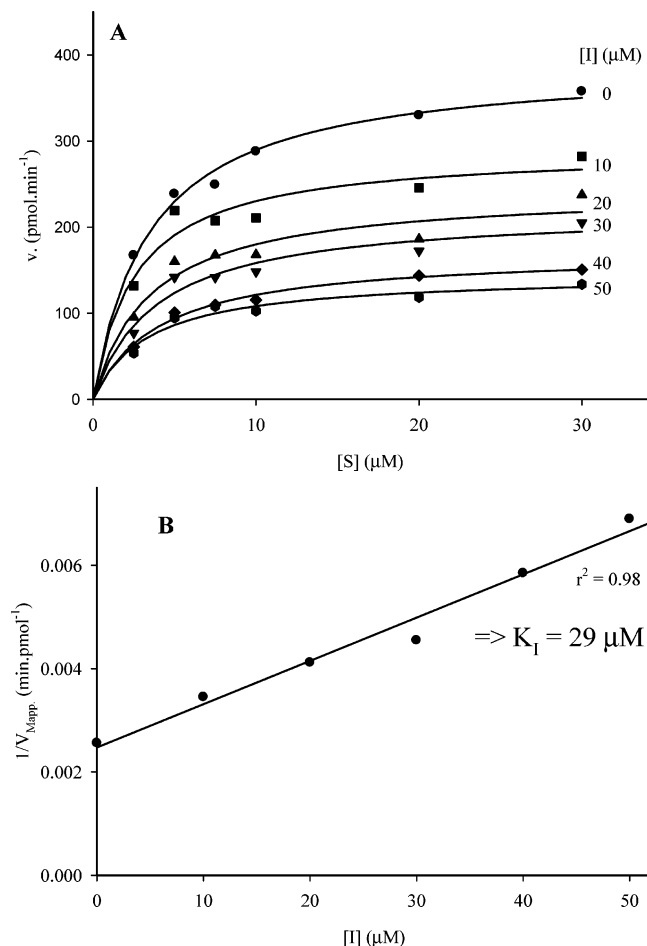 A
[I] (μM)
400
300
200
100
0
v. (pmol.min⁻¹)
0
10
20
30
40
50
0 10 20 30
[S] (μM)
B
0.006
0.004
0.002
0.000
1/V_Mapp. (min.pmol⁻¹)
r² = 0.98
=> K_I = 29 μM
0 10 20 30 40 50
[I] (μM)